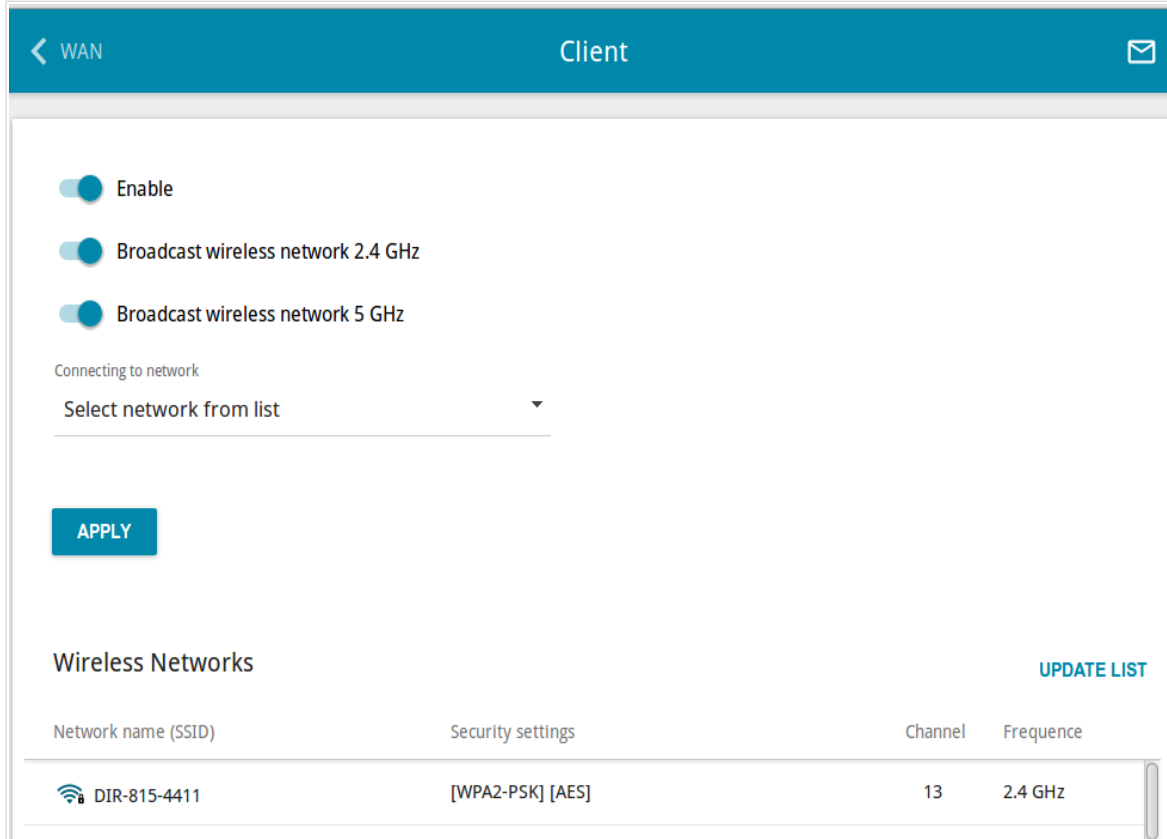 WAN Client
Enable
Broadcast wireless network 2.4 GHz
Broadcast wireless network 5 GHz
Connecting to network
Select network from list
APPLY
Wireless Networks
UPDATE LIST
Network name (SSID) Security settings Channel Frequence
DIR-815-4411 [WPA2-PSK] [AES] 13 2.4 GHz